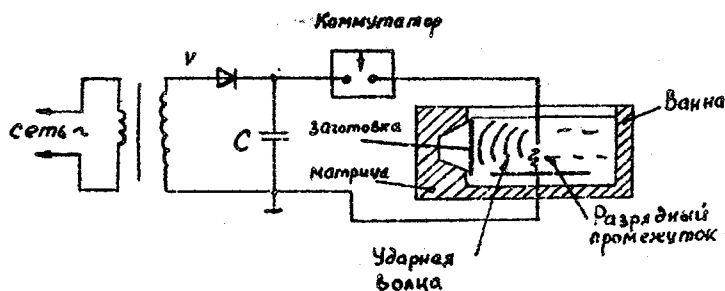 Коммутатор
V
Ванна
сеть ~
C
Заготовка
матрица
Разрядный
промежуток
Ударная
волна